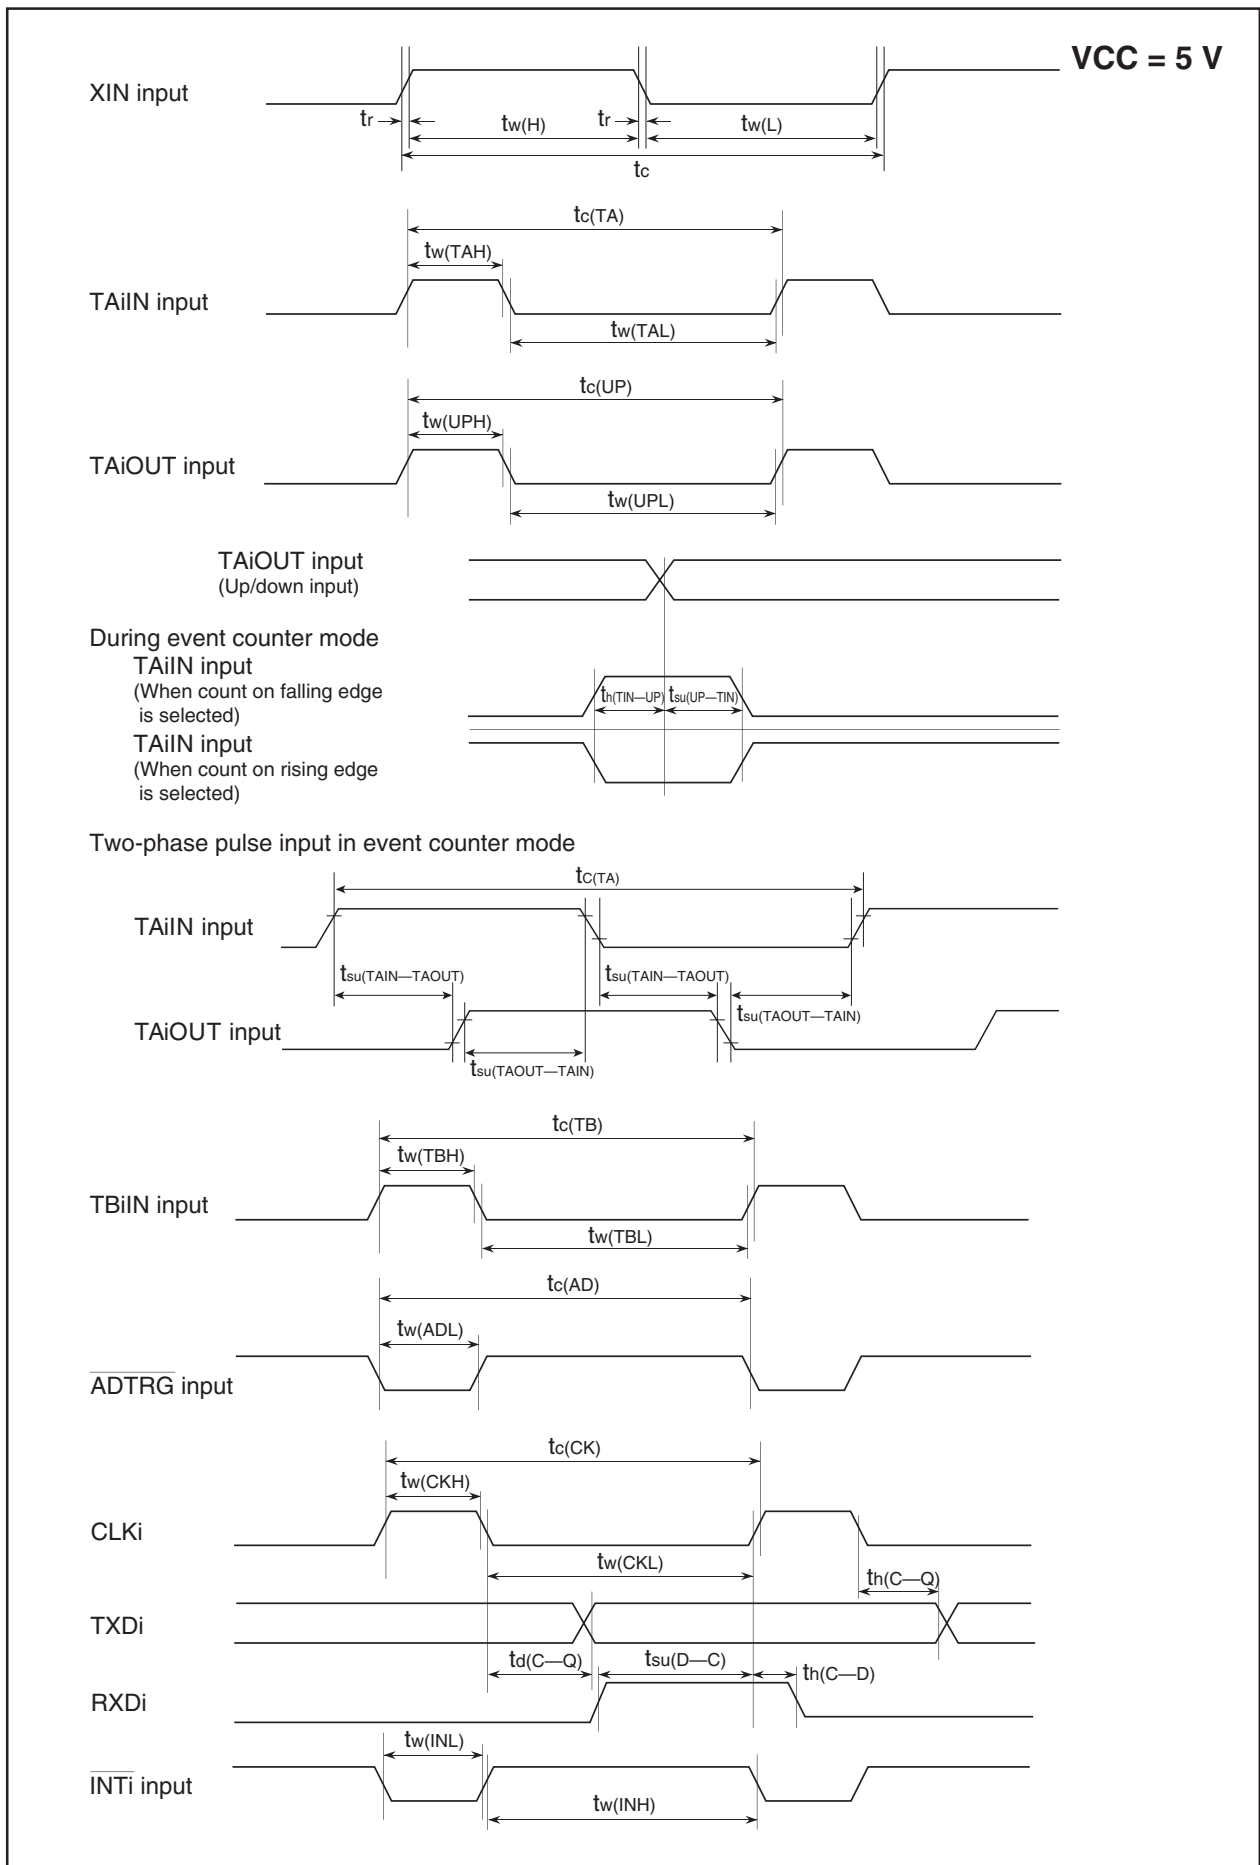 VCC = 5 V
XIN input
tr
tw(H)
tr
tw(L)
tc
tc(TA)
tw(TAH)
TAiIN input
tw(TAL)
tc(UP)
tw(UPH)
TAiOUT input
tw(UPL)
TAiOUT input
(Up/down input)
During event counter mode
TAiIN input
(When count on falling edge
is selected)
th(TIN—UP)
tsu(UP—TIN)
TAiIN input
(When count on rising edge
is selected)
Two-phase pulse input in event counter mode
tC(TA)
TAiIN input
tsu(TAIN—TAOUT)
tsu(TAIN—TAOUT)
tsu(TAOUT—TAIN)
TAiOUT input
tsu(TAOUT—TAIN)
tc(TB)
tw(TBH)
TBiIN input
tw(TBL)
tc(AD)
tw(ADL)
ADTRG input
tc(CK)
tw(CKH)
CLKi
tw(CKL)
th(C—Q)
TXDi
td(C—Q)
tsu(D—C)
th(C—D)
RXDi
tw(INL)
INTi input
tw(INH)